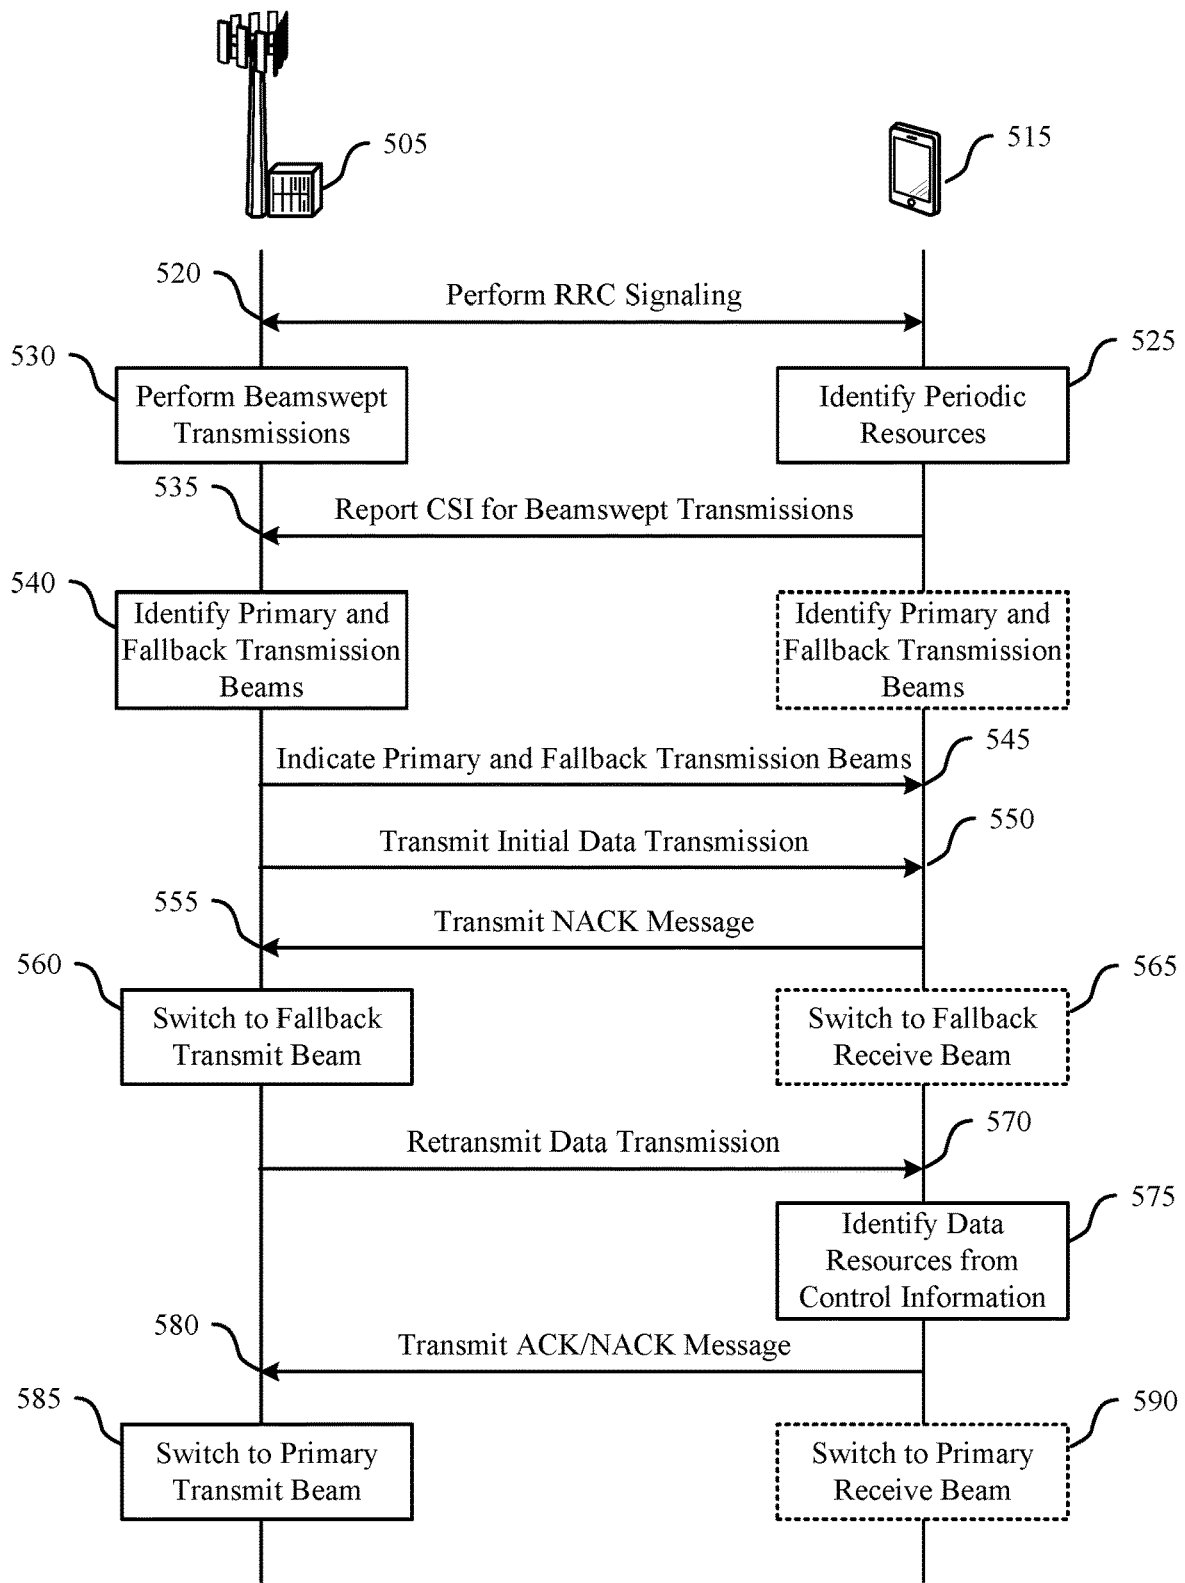 505
515
520
Perform RRC Signaling
530
525
Perform Beamswept
Transmissions
Identify Periodic
Resources
535
Report CSI for Beamswept Transmissions
540
Identify Primary and
Fallback Transmission
Beams
Identify Primary and
Fallback Transmission
Beams
545
Indicate Primary and Fallback Transmission Beams
550
Transmit Initial Data Transmission
555
Transmit NACK Message
560
565
Switch to Fallback
Transmit Beam
Switch to Fallback
Receive Beam
570
Retransmit Data Transmission
575
Identify Data
Resources from
Control Information
580
Transmit ACK/NACK Message
585
590
Switch to Primary
Transmit Beam
Switch to Primary
Receive Beam